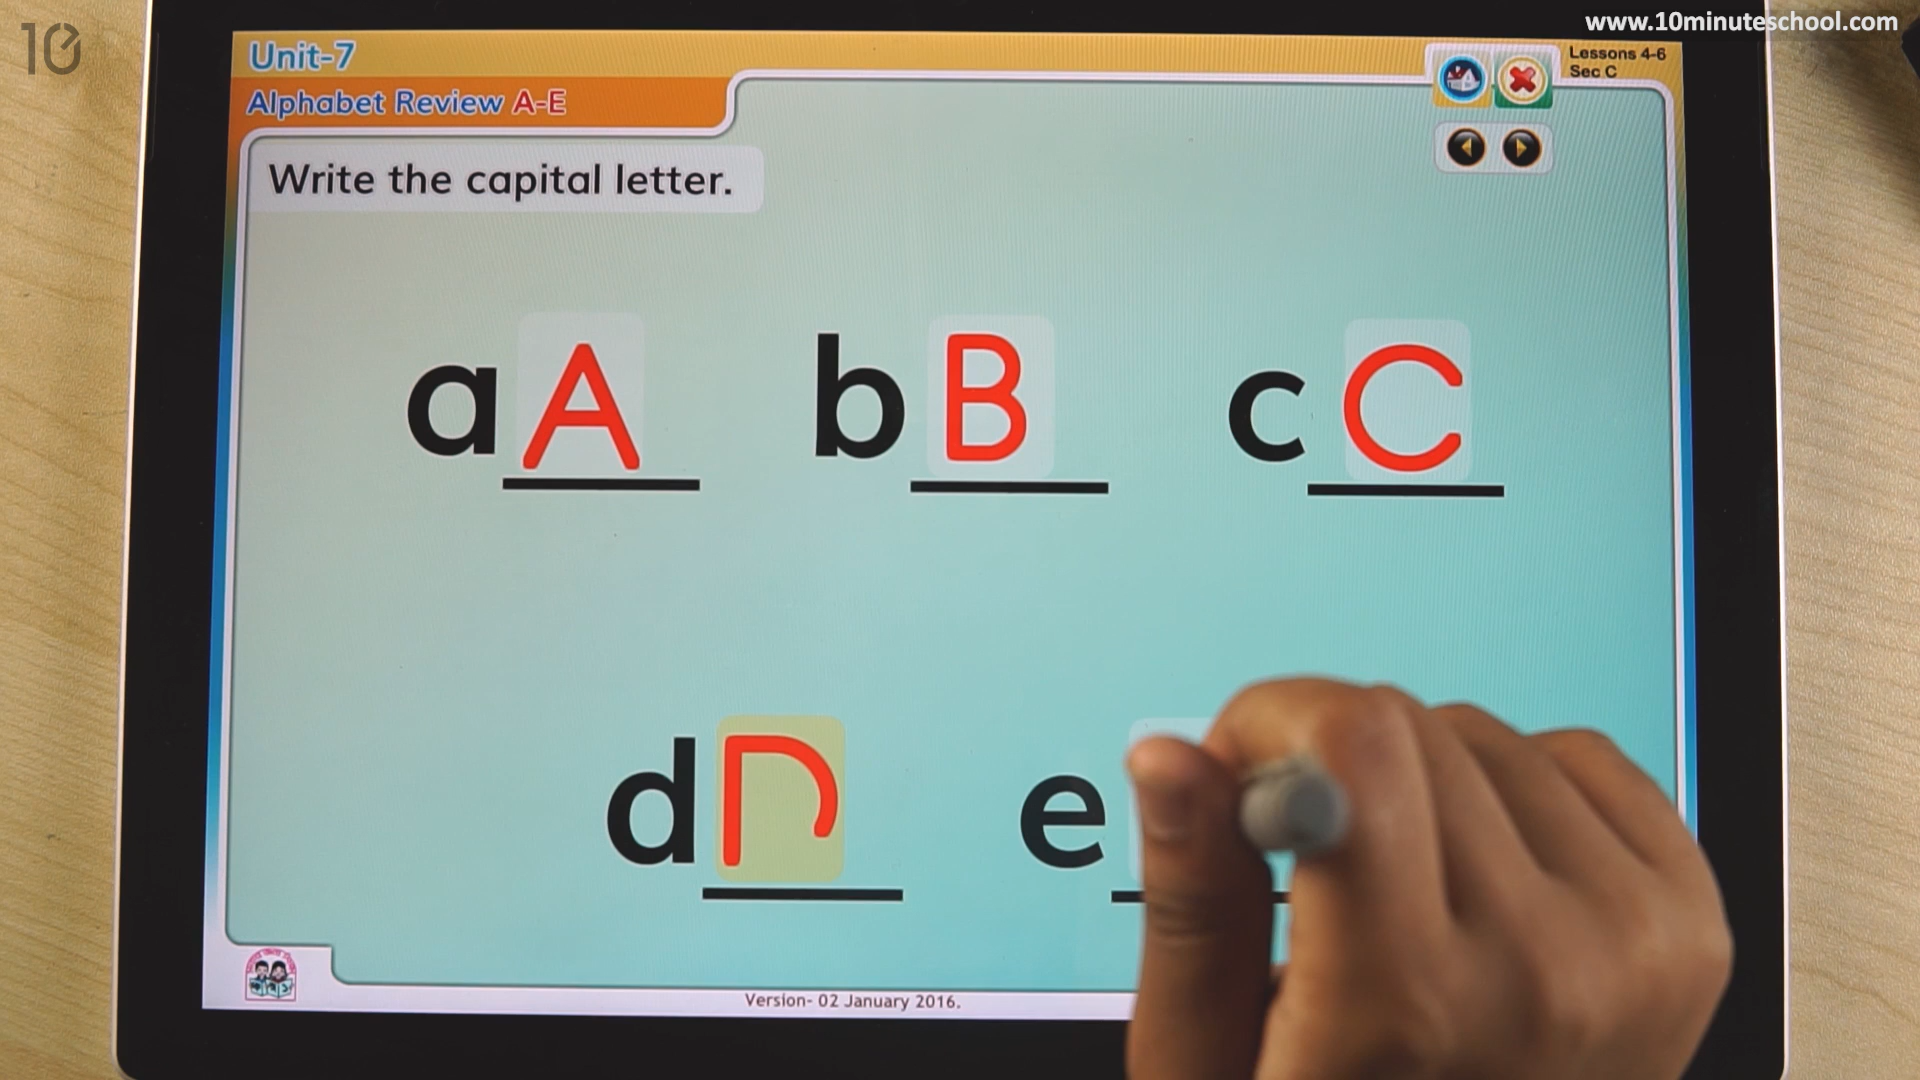 10
www.10minuteschool.com
Unit-7
Lessons 4-6
Sec C
Alphabet Review A-E
Write the capital letter.
a A b B c C
d e
Version- 02 January 2016.